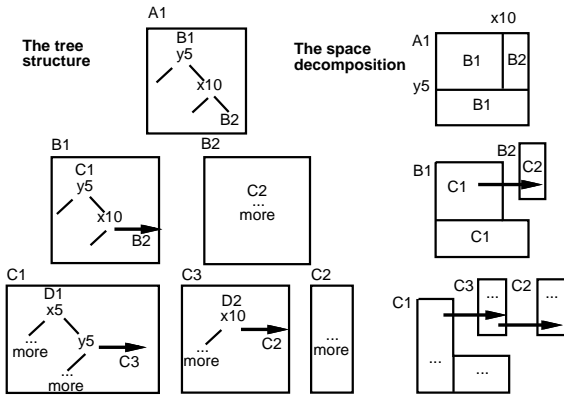 The tree
structure
A1
B1
y5
x10
B2
The space
decomposition
x10
A1
B1
B2
y5
B1
B1
C1
y5
x10
B2
B2
C2
...
more
B1
B2
C1
C2
C1
C1
D1
x5
...
more
y5
...
more
C3
C3
D2
x10
...
more
C2
C2
...
more
C1
C3
...
C2
...
...
...